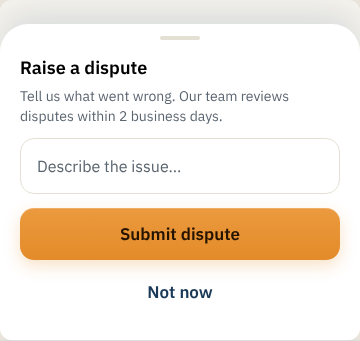 Raise a dispute
Tell us what went wrong. Our team reviews
disputes within 2 business days.
Describe the issue...
Submit dispute
Not now